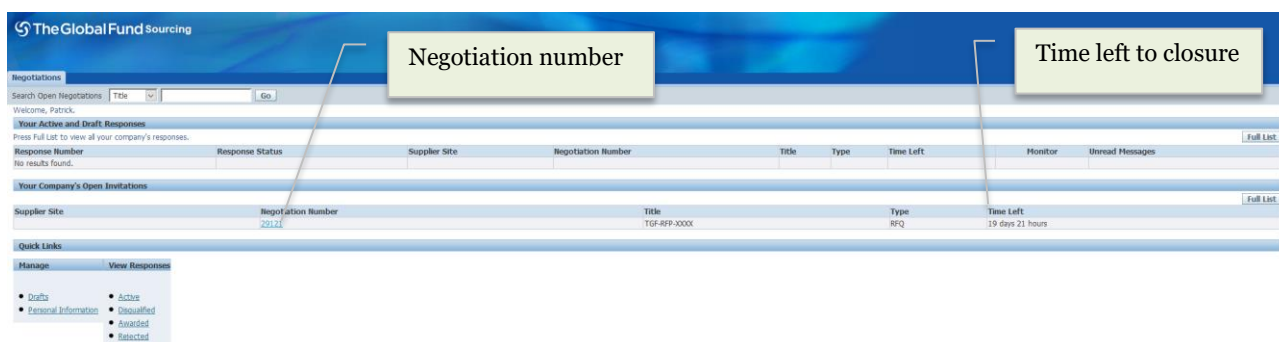 The Global Fund Sourcing
Negotiation number
Time left to closure
Negotiations
Search Open Negotiations Title Go
Welcome, Patrick.
Your Active and Draft Responses
Press Full List to view all your company's responses.
Full List
Response Number Response Status Supplier Site Negotiation Number Title Type Time Left Monitor Unread Messages
No results found.
Your Company's Open Invitations
Full List
Supplier Site Negotiation Number Title Type Time Left
29121 TGF-RFP-XXXX RFQ 19 days 21 hours
Quick Links
Manage View Responses
Drafts Active
Personal Information Disqualified
Awarded
Rejected